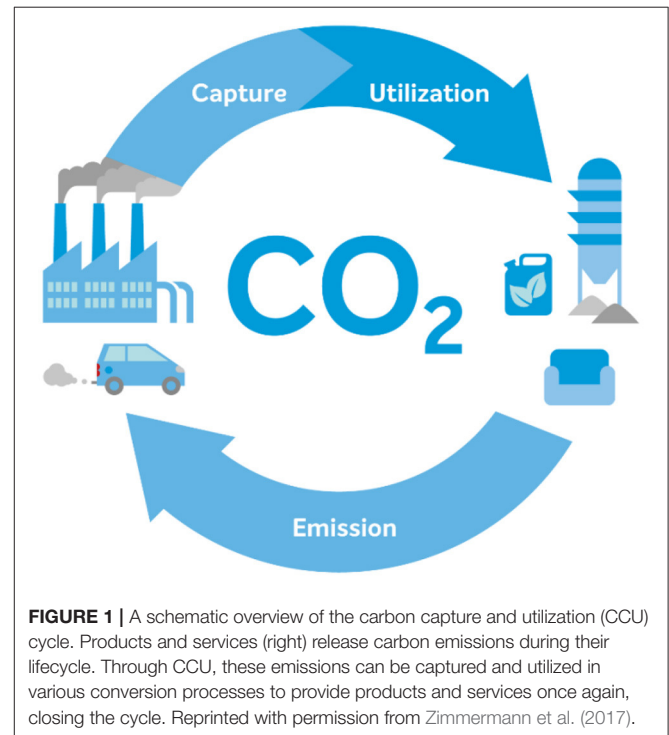 Capture
Utilization
CO₂
Emission
FIGURE 1 | A schematic overview of the carbon capture and utilization (CCU)
cycle. Products and services (right) release carbon emissions during their
lifecycle. Through CCU, these emissions can be captured and utilized in
various conversion processes to provide products and services once again,
closing the cycle. Reprinted with permission from Zimmermann et al. (2017).